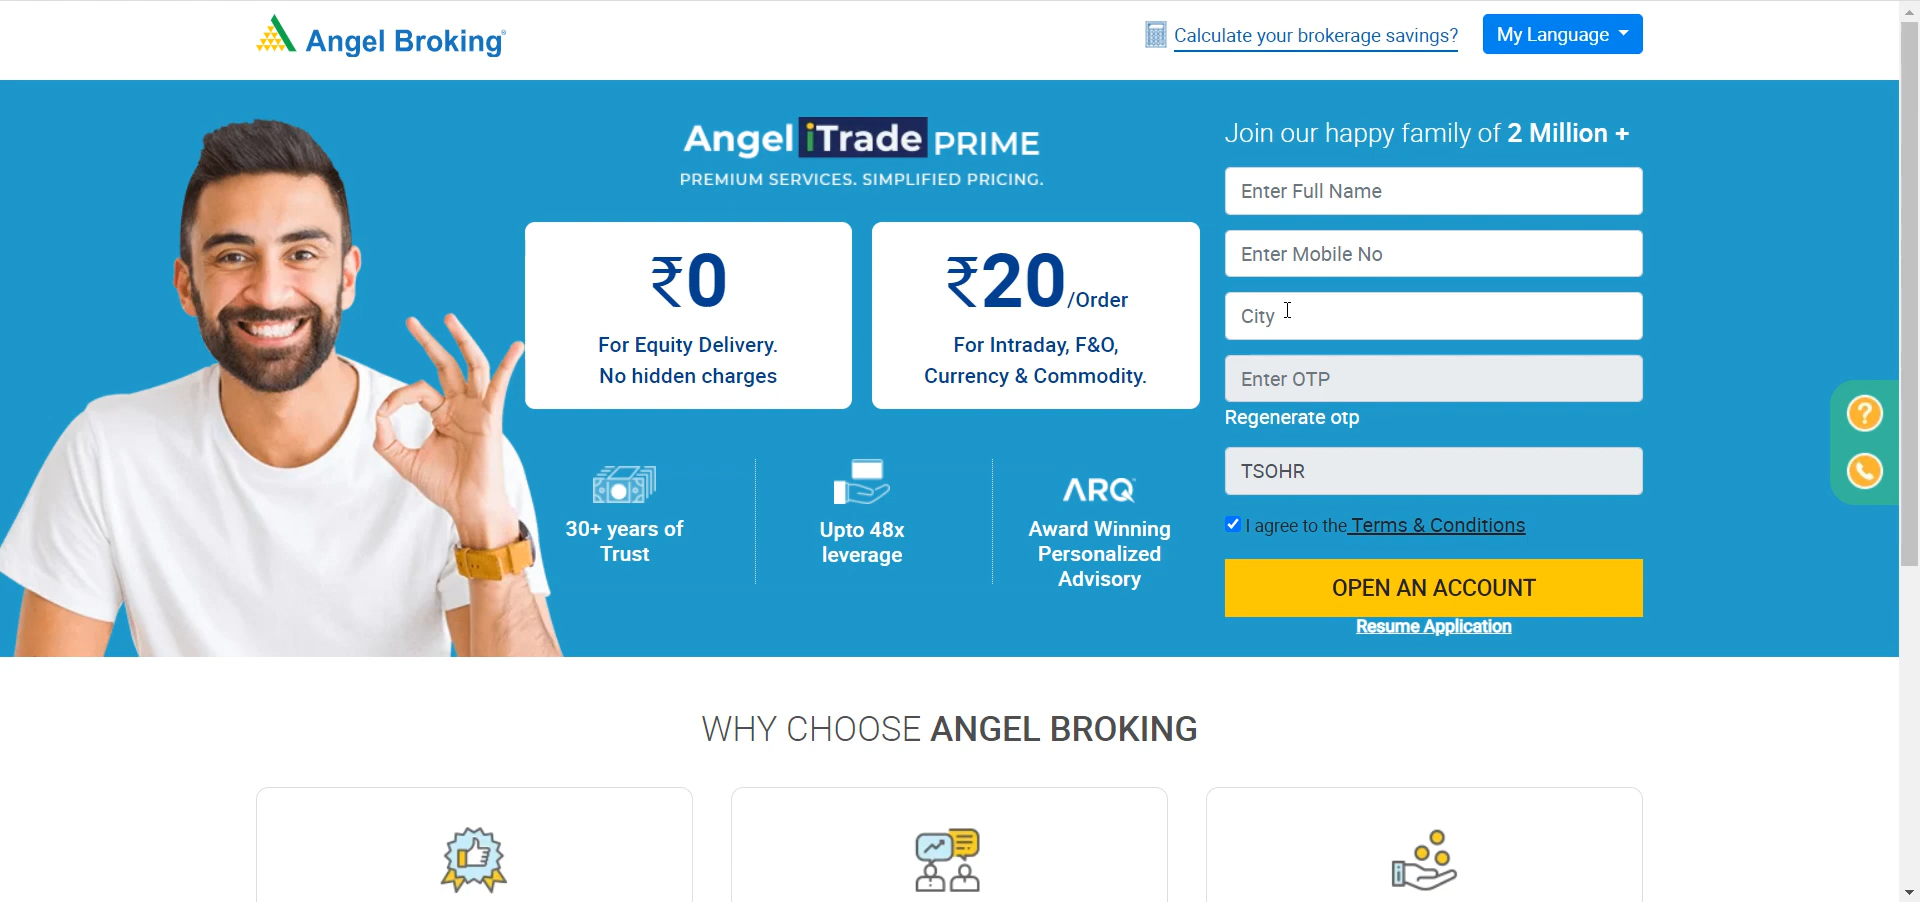 Angel Broking
Calculate your brokerage savings?
My Language
Angel iTrade PRIME
PREMIUM SERVICES. SIMPLIFIED PRICING.
₹0
For Equity Delivery.
No hidden charges
₹20/Order
For Intraday, F&O,
Currency & Commodity.
30+ years of
Trust
Upto 48x
leverage
ARQ
Award Winning
Personalized
Advisory
Join our happy family of 2 Million +
Enter Full Name
Enter Mobile No
City
Enter OTP
Regenerate otp
TSOHR
I agree to the Terms & Conditions
OPEN AN ACCOUNT
Resume Application
WHY CHOOSE ANGEL BROKING